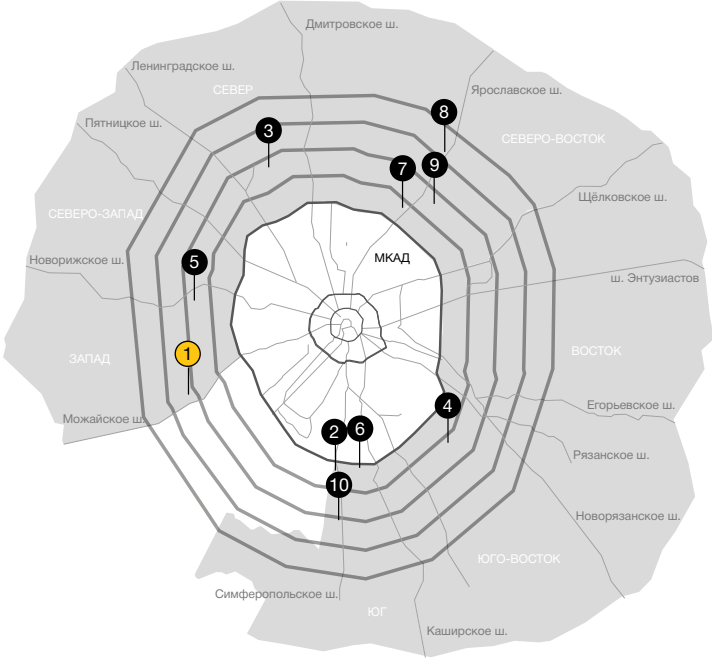 Дмитровское ш.
Ленинградское ш.
СЕВЕР
Ярославское ш.
8
Пятницкое ш.
3
СЕВЕРО-ВОСТОК
7
9
Щёлковское ш.
СЕВЕРО-ЗАПАД
Новорижское ш.
5
МКАД
ш. Энтузиастов
1
ЗАПАД
ВОСТОК
Можайское ш.
4
Егорьевское ш.
2
6
Рязанское ш.
10
Новорязанское ш.
ЮГО-ВОСТОК
Симферопольское ш.
ЮГ
Каширское ш.